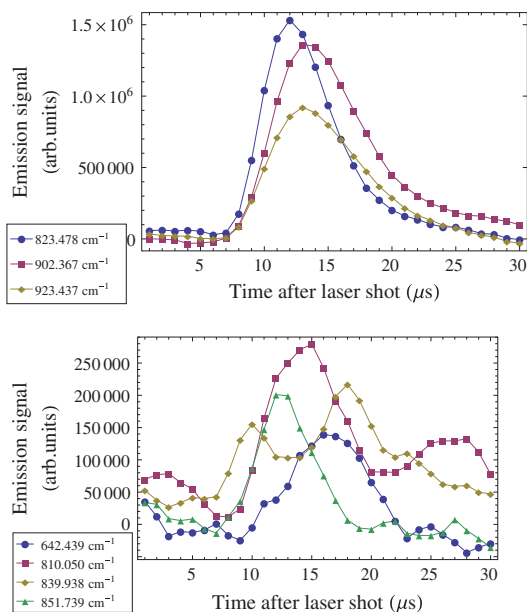 1.5×10⁶
1.0×10⁶
500 000
0
Emission signal
(arb.units)
5 10 15 20 25 30
Time after laser shot (μs)
823.478 cm⁻¹
902.367 cm⁻¹
923.437 cm⁻¹
250 000
200 000
150 000
100 000
50 000
0
Emission signal
(arb.units)
5 10 15 20 25 30
Time after laser shot (μs)
642.439 cm⁻¹
810.050 cm⁻¹
839.938 cm⁻¹
851.739 cm⁻¹